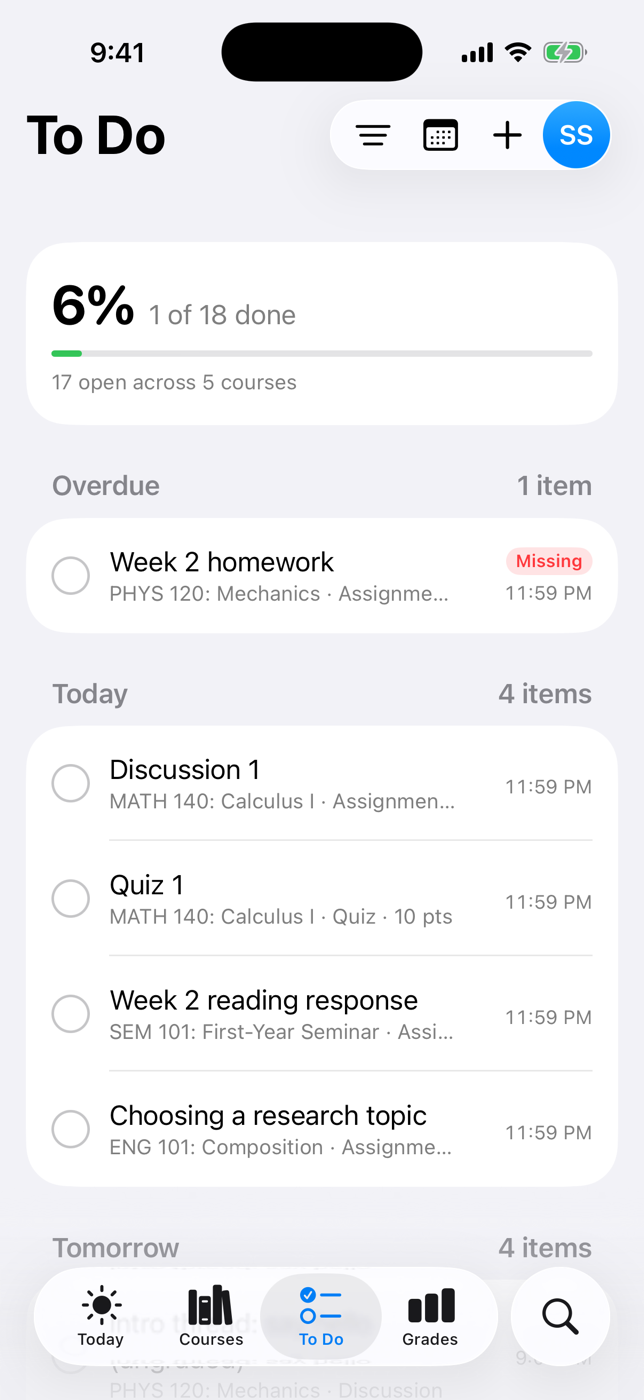 9:41
To Do
SS
6% 1 of 18 done
17 open across 5 courses
Overdue 1 item
Week 2 homework Missing
PHYS 120: Mechanics · Assignme... 11:59 PM
Today 4 items
Discussion 1
MATH 140: Calculus I · Assignmen... 11:59 PM
Quiz 1
MATH 140: Calculus I · Quiz · 10 pts 11:59 PM
Week 2 reading response
SEM 101: First-Year Seminar · Assi... 11:59 PM
Choosing a research topic
ENG 101: Composition · Assignme... 11:59 PM
Tomorrow 4 items
Intro thread:
Today Courses To Do Grades
(ungraded)
PHYS 120: Mechanics · Discussion